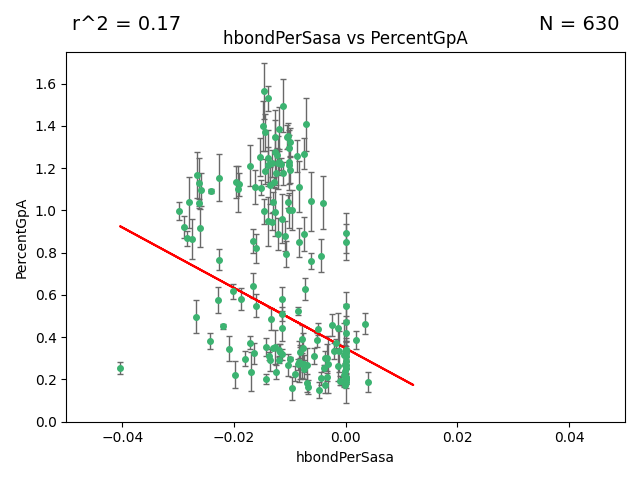 r^2 = 0.17
N = 630
hbondPerSasa vs PercentGpA
1.6
1.4
1.2
1.0
0.8
0.6
0.4
0.2
0.0
PercentGpA
−0.04
−0.02
0.00
0.02
0.04
hbondPerSasa